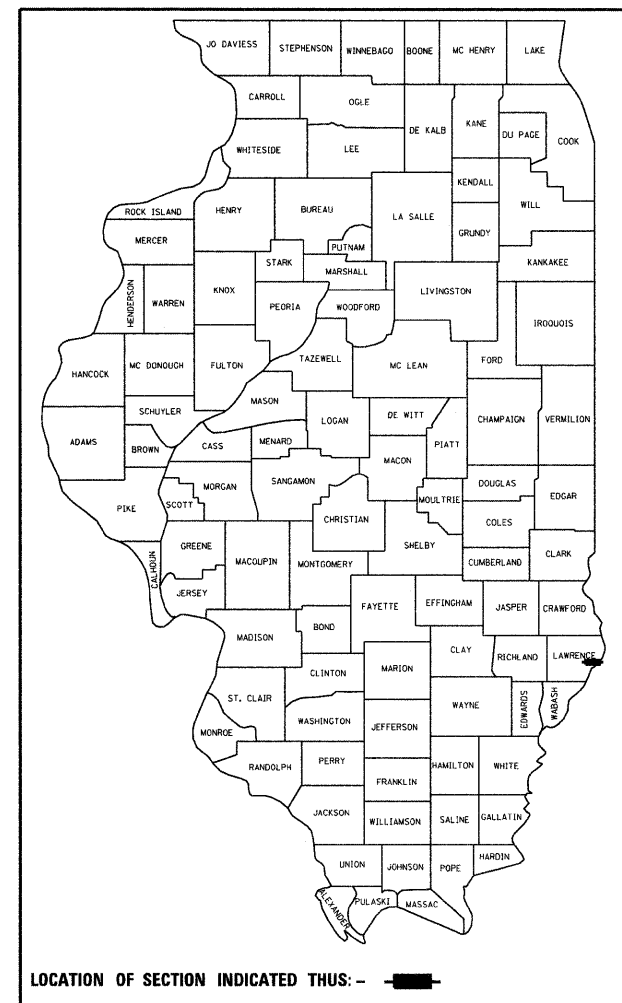 JO DAVIESS STEPHENSON WINNEBAGO BOONE MC HENRY LAKE
CARROLL OGLE DE KALB KANE DU PAGE COOK
WHITESIDE LEE
KENDALL WILL
ROCK ISLAND HENRY BUREAU LA SALLE GRUNDY
MERCER PUTNAM KANKAKEE
STARK MARSHALL
HENDERSON WARREN KNOX PEORIA WOODFORD LIVINGSTON IROQUOIS
HANCOCK MC DONOUGH FULTON TAZEWELL MC LEAN FORD
SCHUYLER MASON LOGAN DE WITT CHAMPAIGN VERMILION
ADAMS BROWN CASS MENARD MACON PIATT
MORGAN SANGAMON DOUGLAS
PIKE SCOTT CHRISTIAN MOULTRIE EDGAR
COLES
CALHOUN GREENE MACOUPIN MONTGOMERY SHELBY CUMBERLAND CLARK
JERSEY FAYETTE EFFINGHAM JASPER CRAWFORD
MADISON BOND
CLINTON MARION CLAY RICHLAND LAWRENCE
ST. CLAIR WASHINGTON WAYNE EDWARDS WABASH
MONROE JEFFERSON
RANDOLPH PERRY HAMILTON WHITE
FRANKLIN
JACKSON WILLIAMSON SALINE GALLATIN
UNION JOHNSON POPE HARDIN
ALEXANDER PULASKI MASSAC
LOCATION OF SECTION INDICATED THUS: –